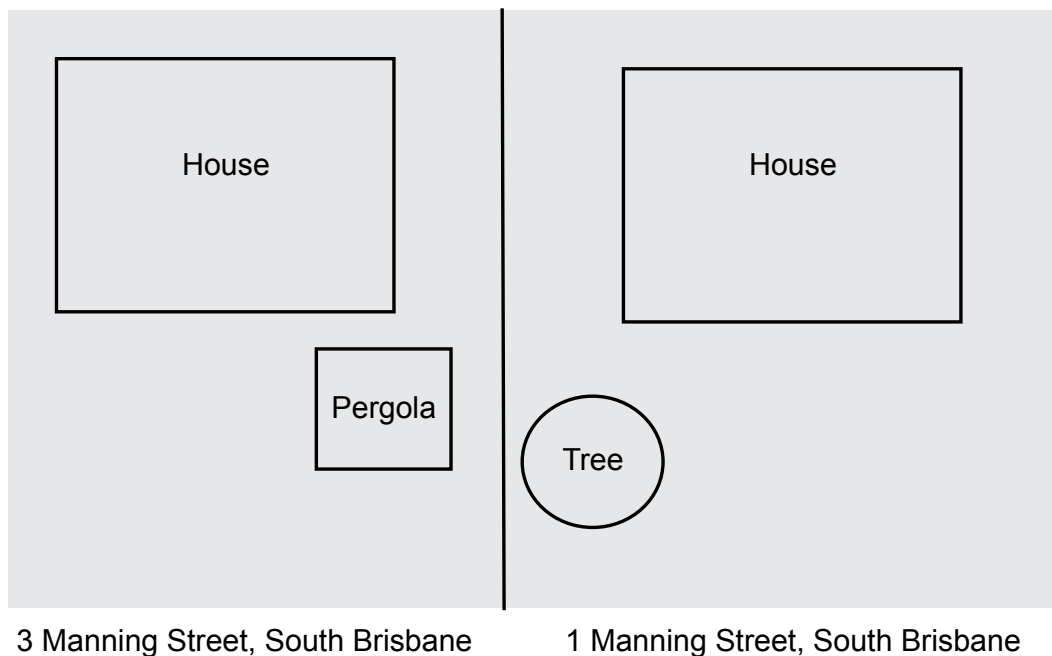 House
House
Pergola
Tree
3 Manning Street, South Brisbane
1 Manning Street, South Brisbane